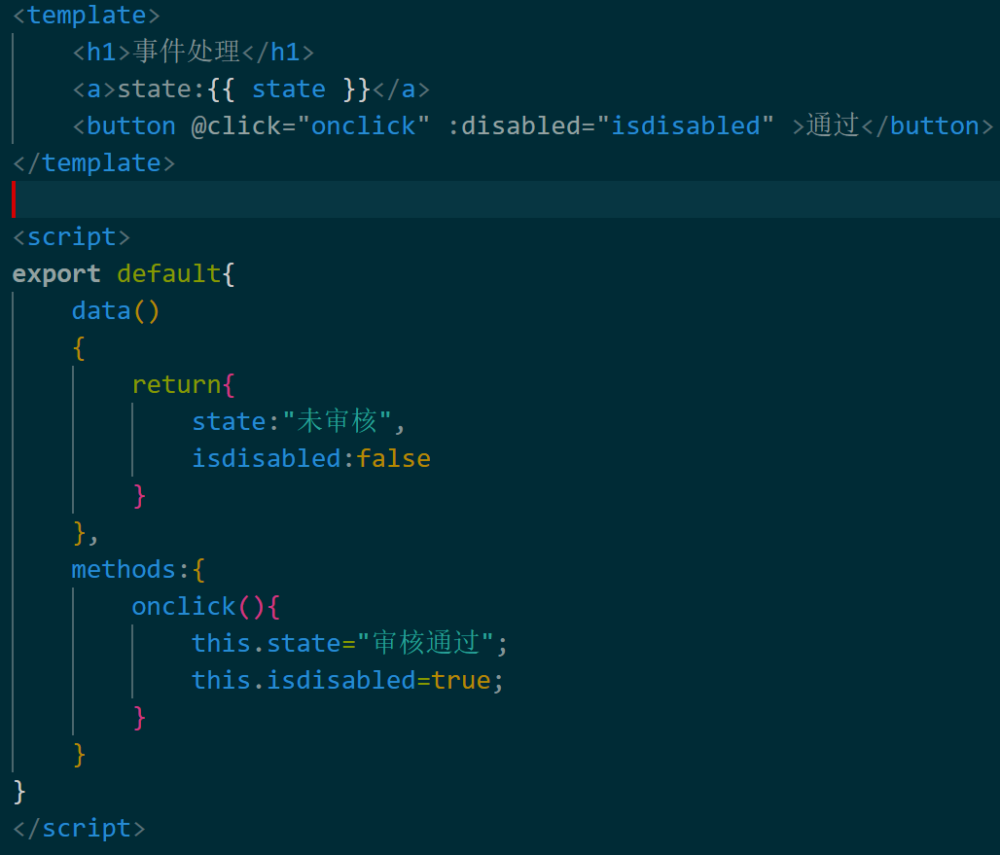 <template>
    <h1>事件处理</h1>
    <a>state:{{ state }}</a>
    <button @click="onclick" :disabled="isdisabled" >通过</button>
</template>

<script>
export default{
    data()
    {
        return{
            state:"未审核",
            isdisabled:false
        }
    },
    methods:{
        onclick(){
            this.state="审核通过";
            this.isdisabled=true;
        }
    }
}
</script>